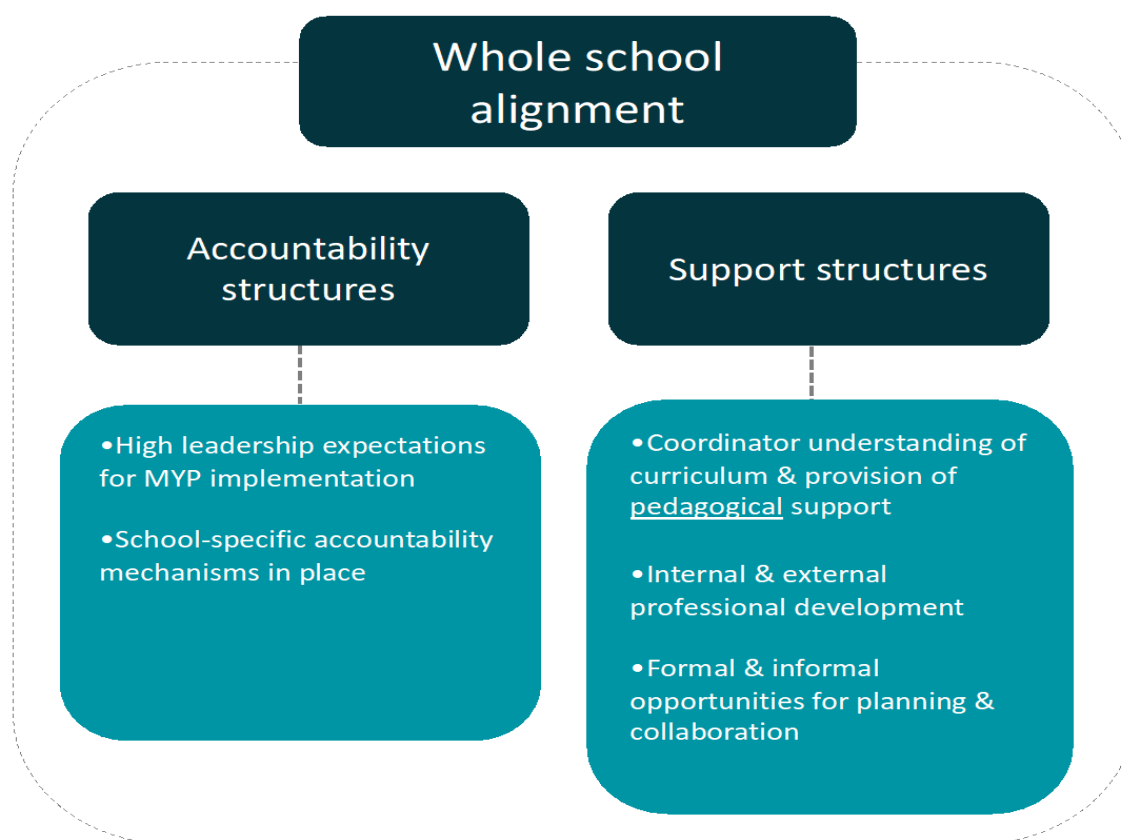 Whole school
alignment
Accountability
structures
•High leadership expectations
for MYP implementation
•School-specific accountability
mechanisms in place
Support structures
•Coordinator understanding of
curriculum & provision of
pedagogical support
•Internal & external
professional development
•Formal & informal
opportunities for planning &
collaboration